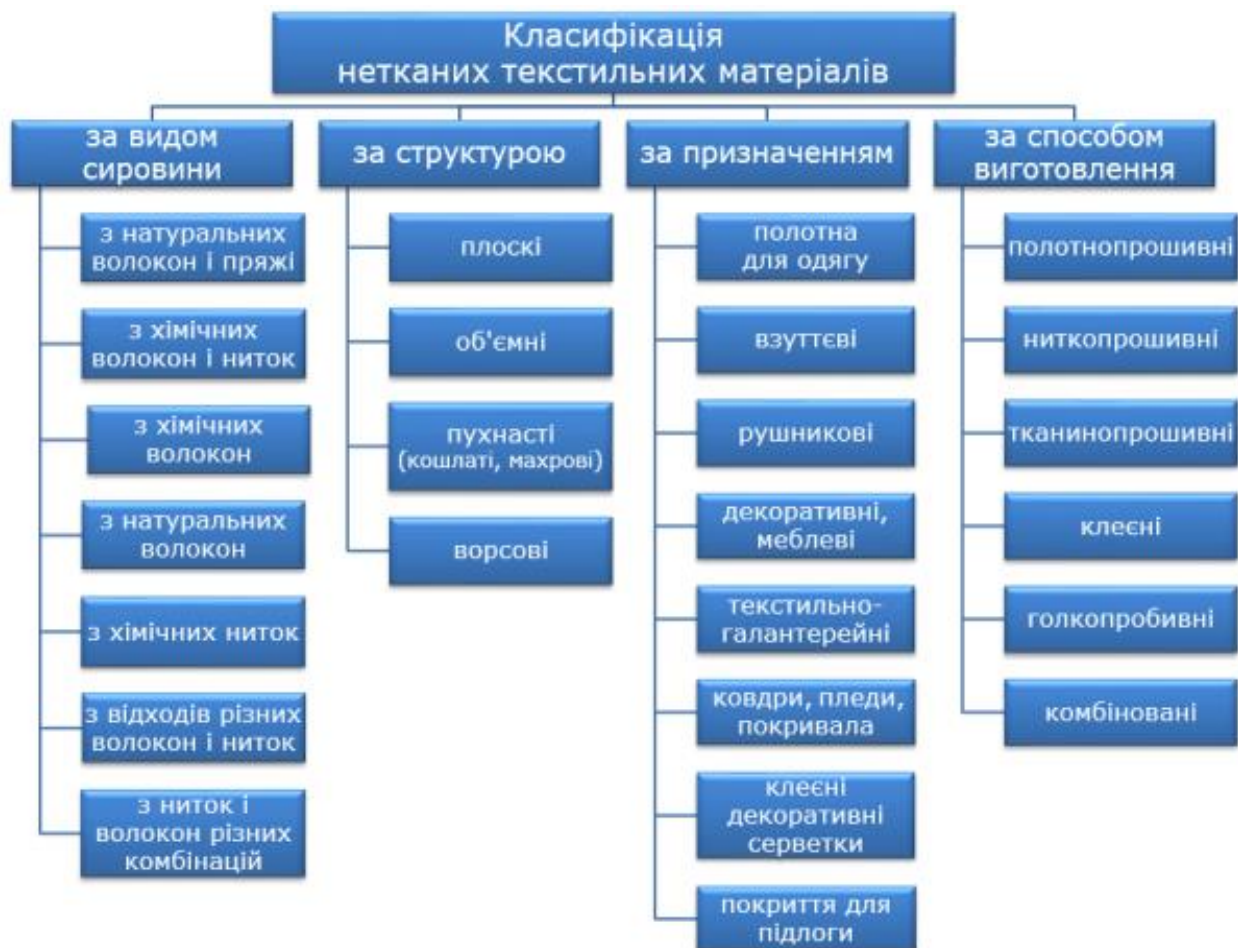 Класифікація
нетканих текстильних матеріалів
за видом
сировини
з натуральних
волокон і пряжі
з хімічних
волокон і ниток
з хімічних
волокон
з натуральних
волокон
з хімічних ниток
з відходів різних
волокон і ниток
з ниток і
волокон різних
комбінацій
за структурою
плоскі
об'ємні
пухнасті
(кошлаті, махрові)
ворсові
за призначенням
полотна
для одягу
взуттєві
рушникові
декоративні,
меблеві
текстильно-
галантерейні
ковдри, пледи,
покривала
клеєні
декоративні
серветки
покриття для
підлоги
за способом
виготовлення
полотнопрошивні
ниткопрошивні
тканинопрошивні
клеєні
голкопробивні
комбіновані